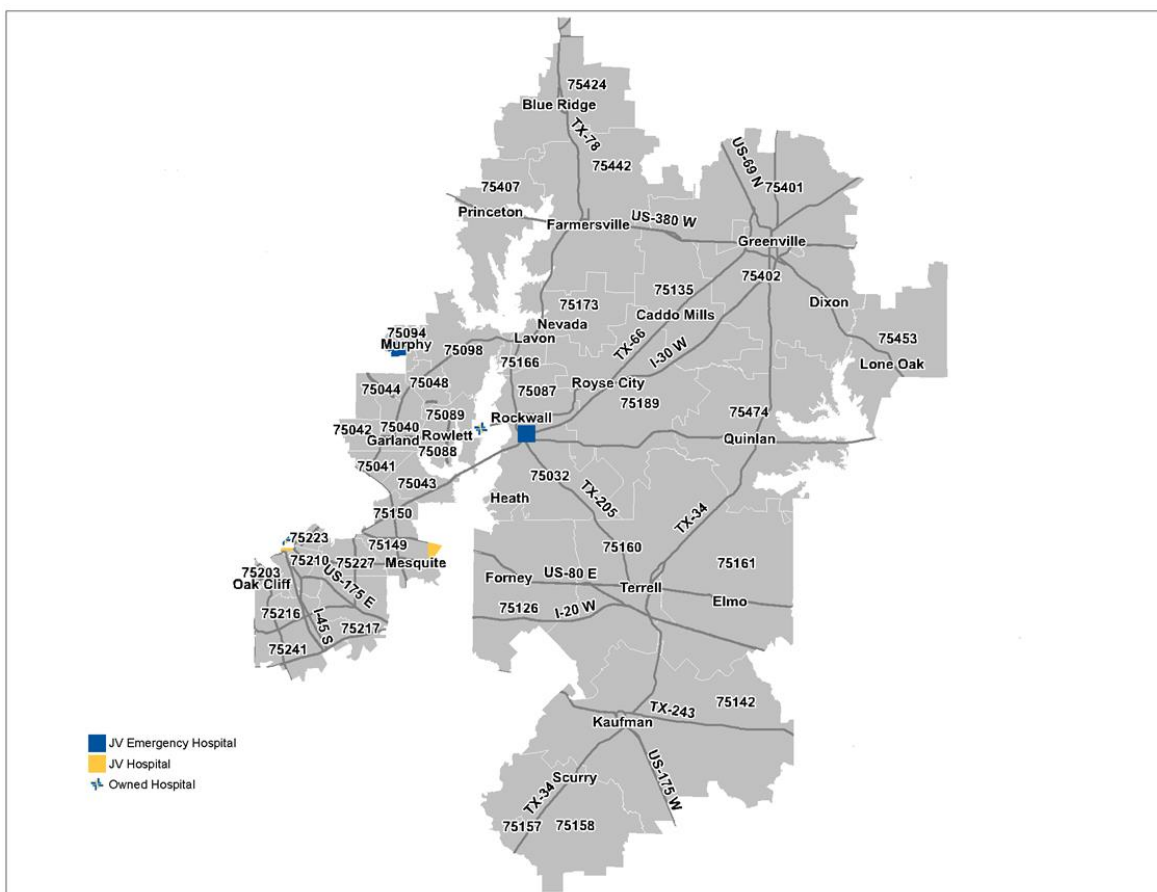 75424
Blue Ridge
TX-78
75442
US-69 N
75401
75407
Princeton
Farmersville
US-380 W
Greenville
75402
75135
Caddo Mills
75173
Nevada
Dixon
75453
Lone Oak
75094
Murphy
75098
Lavon
75166
TX-66
I-30 W
75044
75048
75087
Royse City
75189
75089
75474
75042
75040
Garland
Rowlett
Rockwall
Quinlan
75088
75041
75043
75032
Heath
TX-205
TX-34
75150
75223
75149
Mesquite
75160
75161
75210
75227
75203
Oak Cliff
US-175 E
Forney
US-80 E
Terrell
Elmo
75126
I-20 W
75216
I-45 S
75217
75241
75142
Kaufman
TX-243
Scurry
US-175 W
TX-34
75157
75158
JV Emergency Hospital
JV Hospital
Owned Hospital